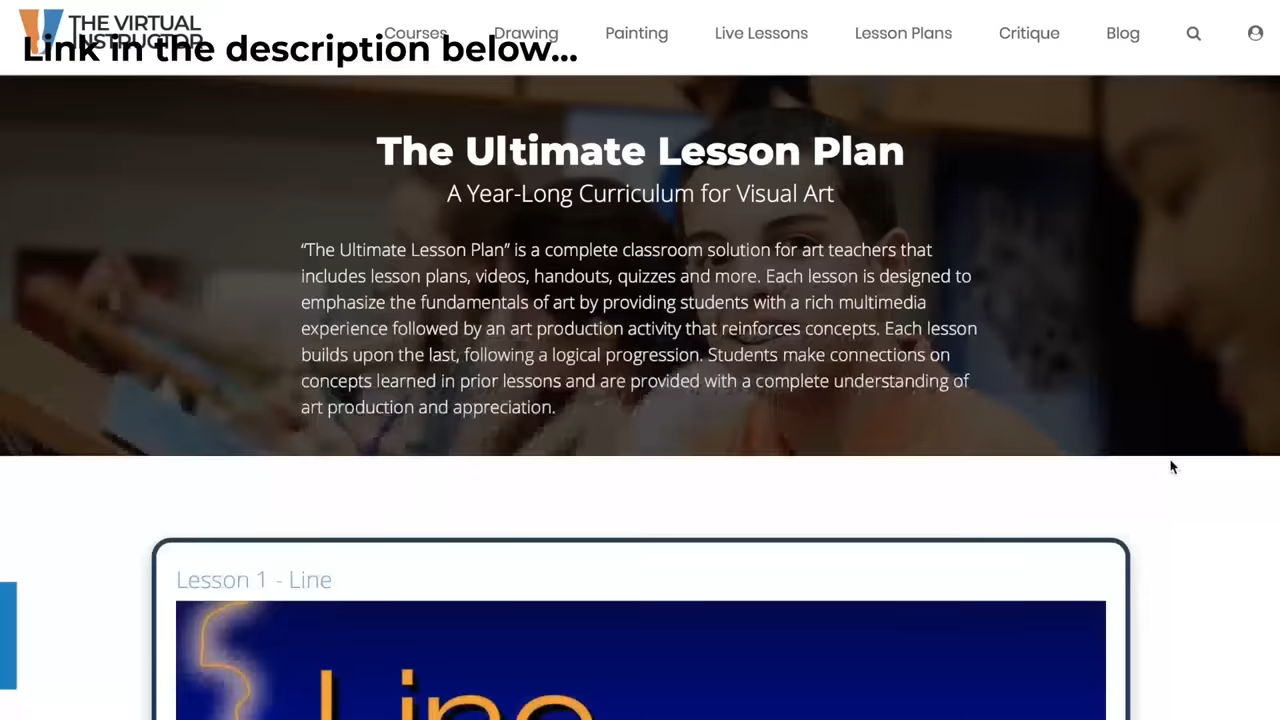 THE VIRTUAL
INSTRUCTOR
Link in the description below...
Courses
Drawing
Painting
Live Lessons
Lesson Plans
Critique
Blog
The Ultimate Lesson Plan
A Year-Long Curriculum for Visual Art
“The Ultimate Lesson Plan” is a complete classroom solution for art teachers that
includes lesson plans, videos, handouts, quizzes and more. Each lesson is designed to
emphasize the fundamentals of art by providing students with a rich multimedia
experience followed by an art production activity that reinforces concepts. Each lesson
builds upon the last, following a logical progression. Students make connections on
concepts learned in prior lessons and are provided with a complete understanding of
art production and appreciation.
Lesson 1 - Line
Line